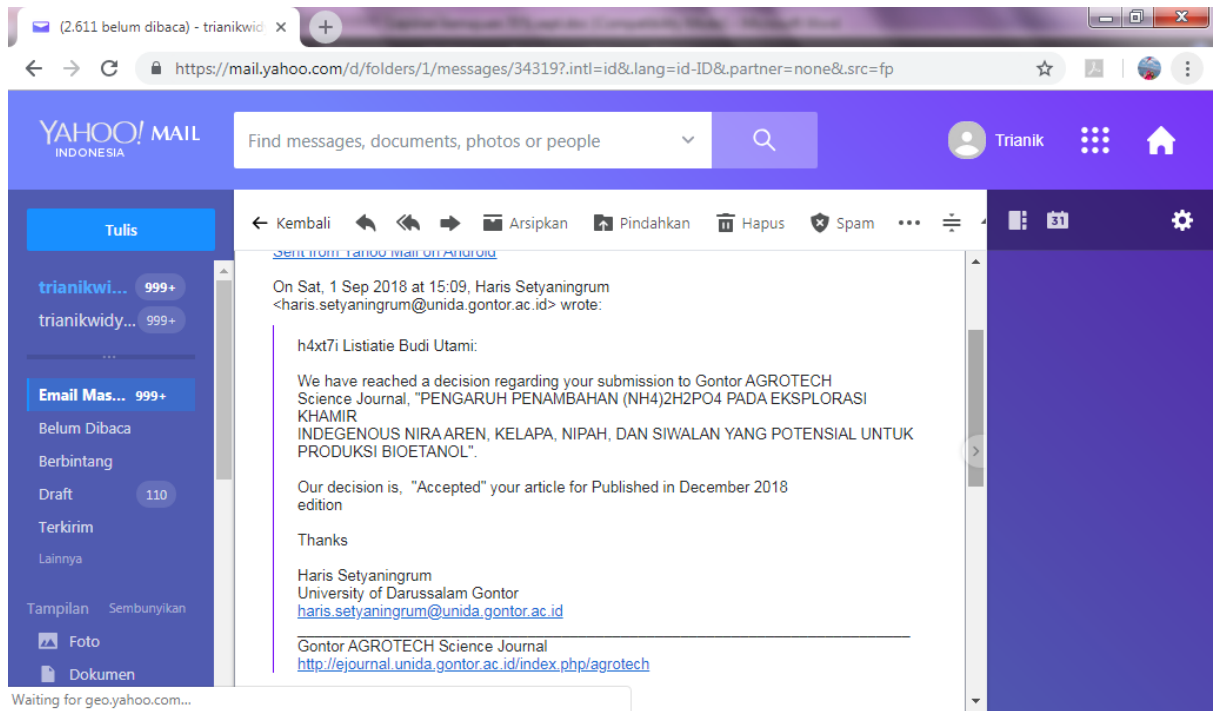 (2.611 belum dibaca) - trianikwid
https://mail.yahoo.com/d/folders/1/messages/34319?.intl=id&.lang=id-ID&.partner=none&.src=fp
YAHOO! MAIL
INDONESIA
Find messages, documents, photos or people
Trianik
Tulis
Kembali
Arsipkan
Pindahkan
Hapus
Spam
31
trianikwi... 999+
trianikwidy... 999+
Email Mas... 999+
Belum Dibaca
Berbintang
Draft 110
Terkirim
Lainnya
Tampilan Sembunyikan
Foto
Dokumen
Sent from Yahoo Mail on Android
On Sat, 1 Sep 2018 at 15:09, Haris Setyaningrum
<haris.setyaningrum@unida.gontor.ac.id> wrote:
h4xt7i Listiatie Budi Utami:
We have reached a decision regarding your submission to Gontor AGROTECH
Science Journal, "PENGARUH PENAMBAHAN (NH4)2H2PO4 PADA EKSPLORASI
KHAMIR
INDEGENOUS NIRA AREN, KELAPA, NIPAH, DAN SIWALAN YANG POTENSIAL UNTUK
PRODUKSI BIOETANOL".
Our decision is, "Accepted" your article for Published in December 2018
edition
Thanks
Haris Setyaningrum
University of Darussalam Gontor
haris.setyaningrum@unida.gontor.ac.id
Gontor AGROTECH Science Journal
http://ejournal.unida.gontor.ac.id/index.php/agrotech
Waiting for geo.yahoo.com...